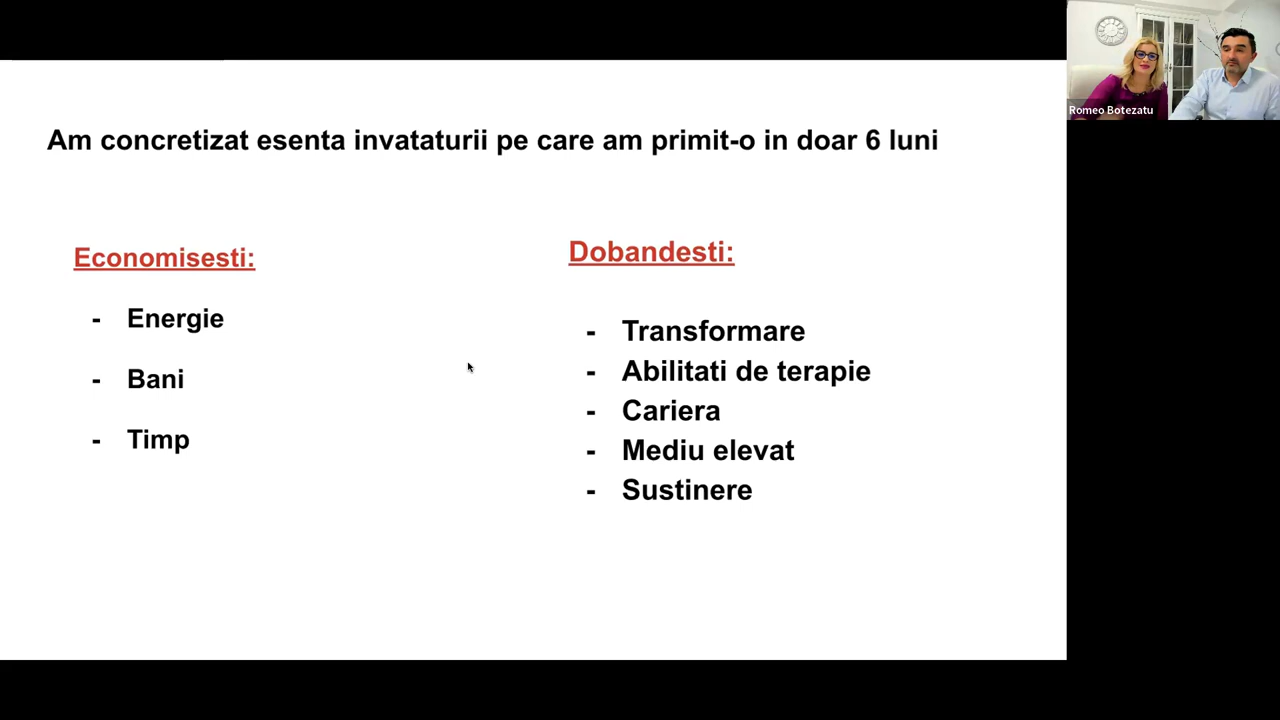 Am concretizat esenta invataturii pe care am primit-o in doar 6 luni
Economisesti:
- Energie
- Bani
- Timp
Dobandesti:
- Transformare
- Abilitati de terapie
- Cariera
- Mediu elevat
- Sustinere
Romeo Botezatu